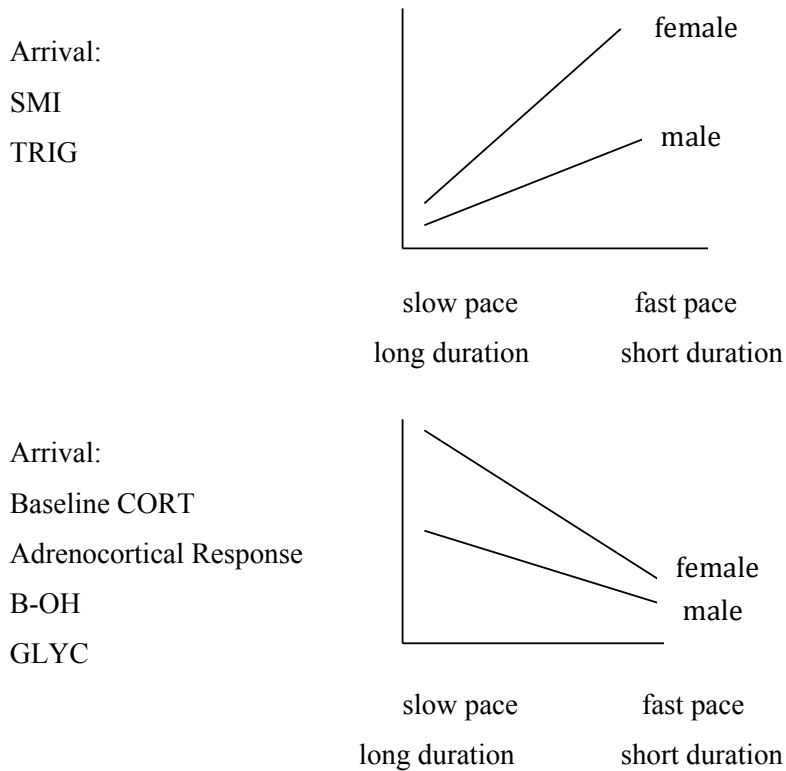 Arrival:
SMI
TRIG
female
male
slow pace fast pace
long duration short duration
Arrival:
Baseline CORT
Adrenocortical Response
B-OH
GLYC
female
male
slow pace fast pace
long duration short duration